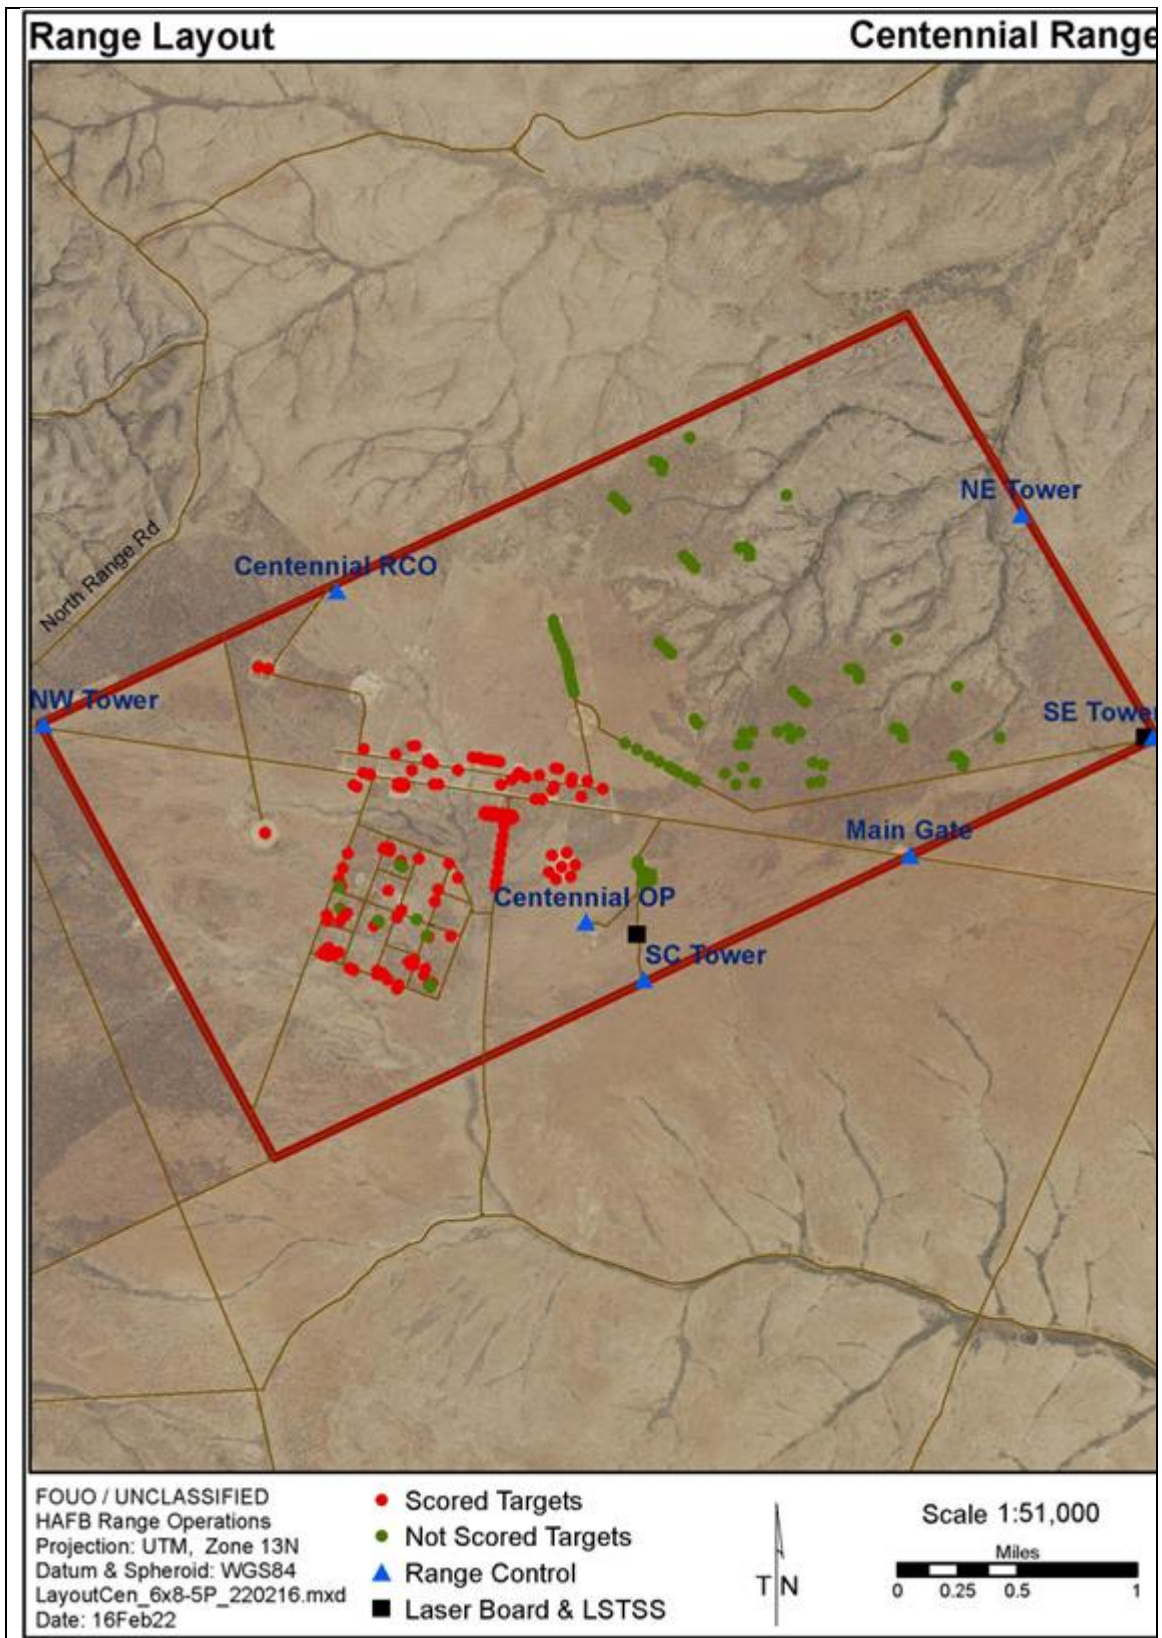 Range Layout
Centennial Range
NE Tower
North Range Rd
Centennial RCO
NW Tower
SE Tower
Main Gate
Centennial OP
SC Tower
FOUO / UNCLASSIFIED
HAFB Range Operations
Projection: UTM, Zone 13N
Datum & Spheroid: WGS84
LayoutCen_6x8-5P_220216.mxd
Date: 16Feb22
Scored Targets
Not Scored Targets
Range Control
Laser Board & LSTSS
T N
Scale 1:51,000
Miles
0 0.25 0.5 1